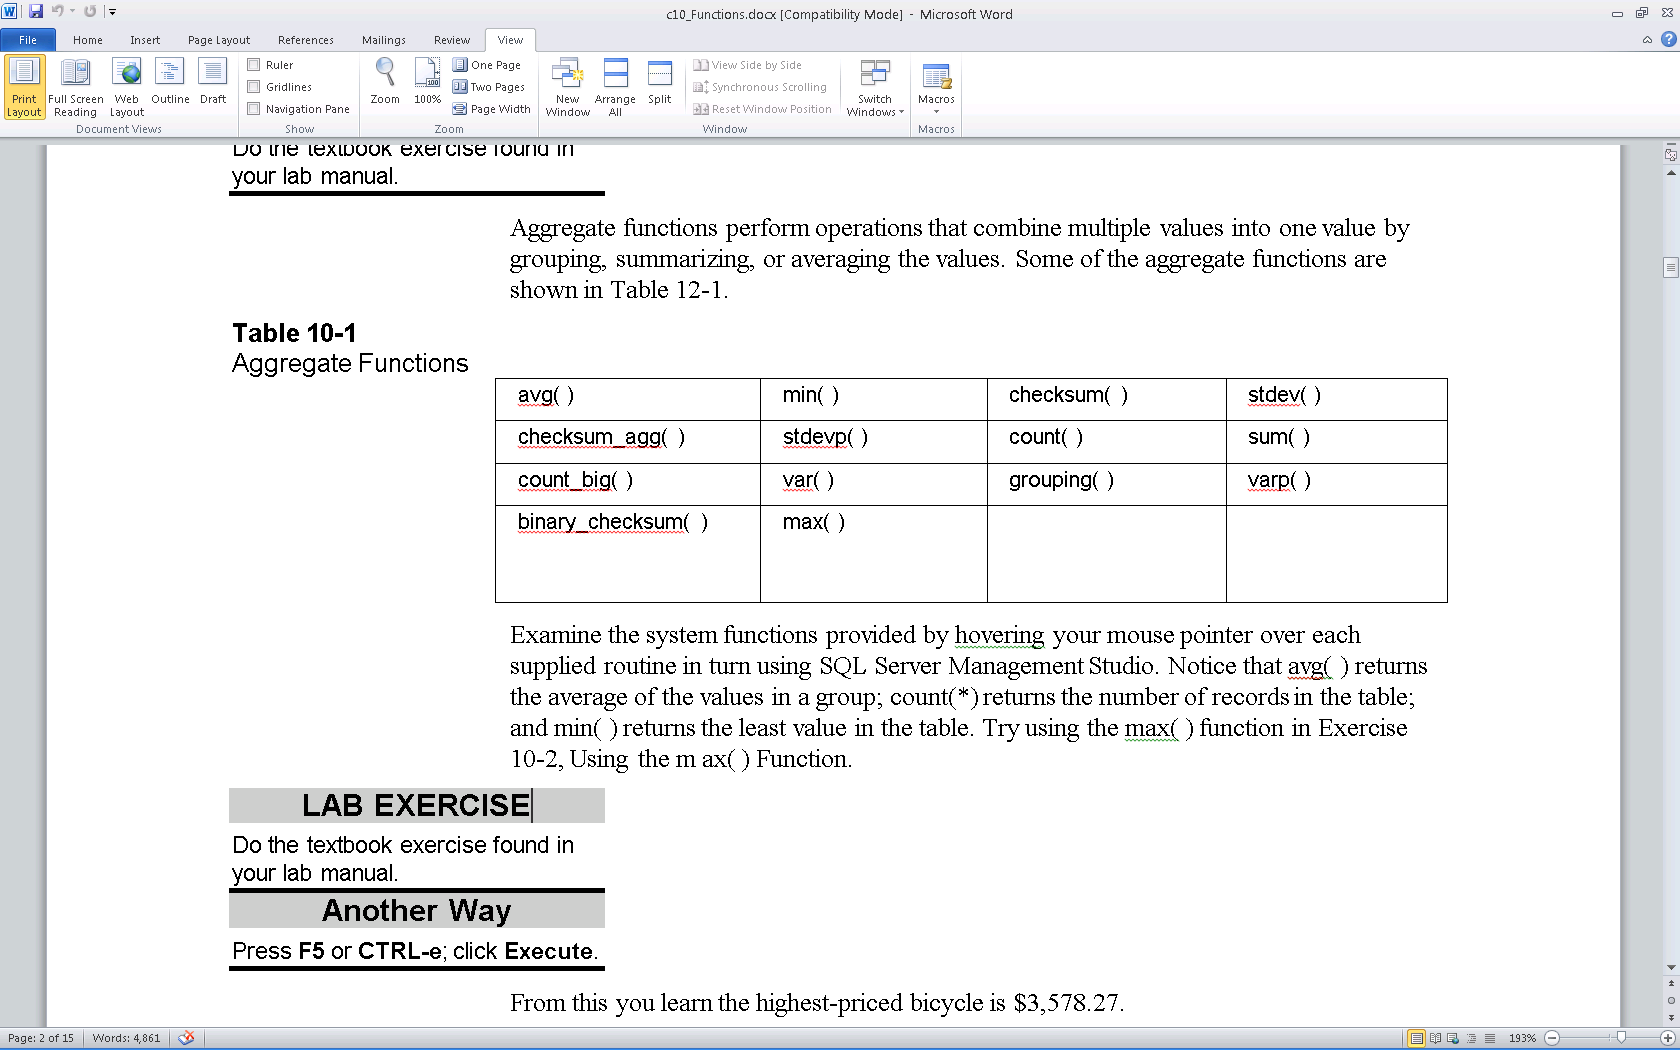 c10_Functions.docx [Compatibility Mode] - Microsoft Word
File Home Insert Page Layout References Mailings Review View
Print Layout
Full Screen Reading
Web Layout
Outline
Draft
Document Views
Ruler
Gridlines
Navigation Pane
Show
Zoom
100%
One Page
Two Pages
Page Width
Zoom
New Window
Arrange All
Split
View Side by Side
Synchronous Scrolling
Reset Window Position
Window
Switch Windows
Macros
Macros
Do the textbook exercise found in
your lab manual.
Aggregate functions perform operations that combine multiple values into one value by
grouping, summarizing, or averaging the values. Some of the aggregate functions are
shown in Table 12-1.
Table 10-1
Aggregate Functions
avg( ) min( ) checksum( ) stdev( )
checksum_agg( ) stdevp( ) count( ) sum( )
count_big( ) var( ) grouping( ) varp( )
binary_checksum( ) max( )
Examine the system functions provided by hovering your mouse pointer over each
supplied routine in turn using SQL Server Management Studio. Notice that avg( ) returns
the average of the values in a group; count(*) returns the number of records in the table;
and min( ) returns the least value in the table. Try using the max( ) function in Exercise
10-2, Using the m ax( ) Function.
LAB EXERCISE
Do the textbook exercise found in
your lab manual.
Another Way
Press F5 or CTRL-e; click Execute.
From this you learn the highest-priced bicycle is $3,578.27.
Page: 2 of 15 Words: 4,861 193%